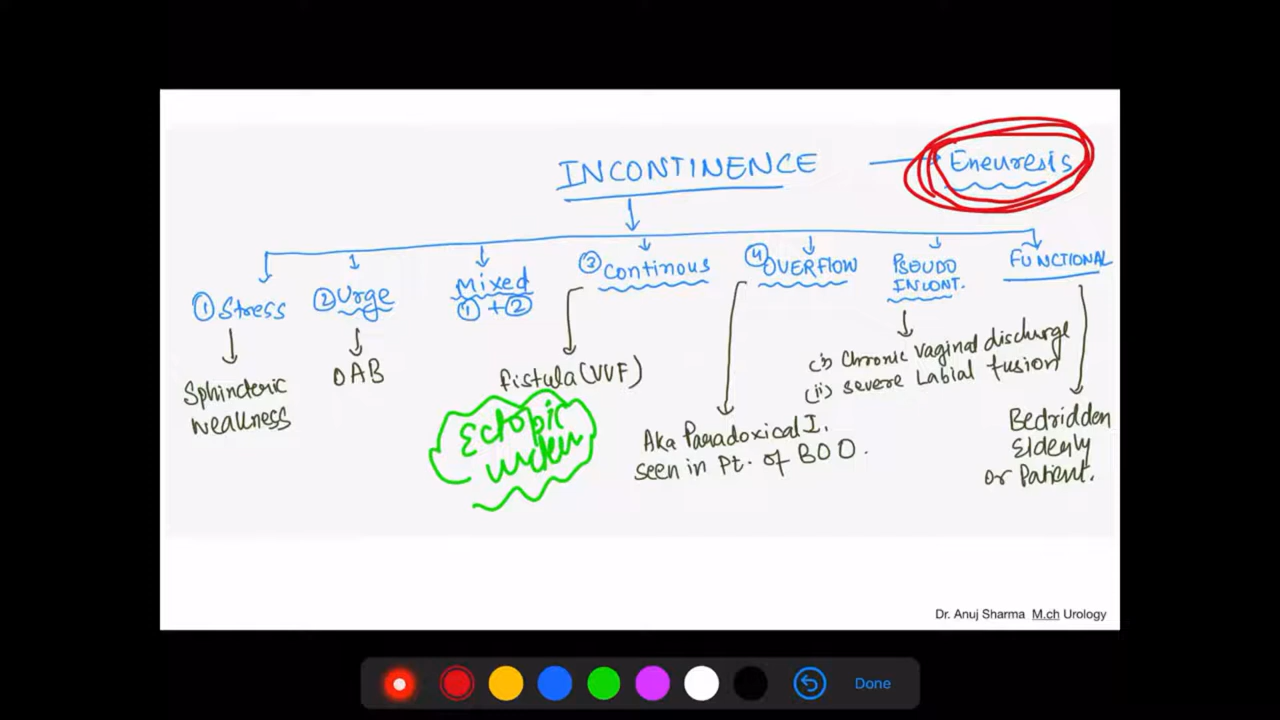 INCONTINENCE
Eneuresis
① Stress
② Urge
Mixed
① + ②
③ Continous
④ OVERFLOW
PSEUDO
INCONT.
FUNCTIONAL
Sphincteric
weakness
OAB
fistula (VVF)
Ectopic
ureter
Aka Paradoxical I.
seen in Pt. of BOO.
(i) Chronic vaginal discharge
(ii) Severe Labial fusion
Bedridden
Elderly
or Patient.
Dr. Anuj Sharma M.ch Urology
Done